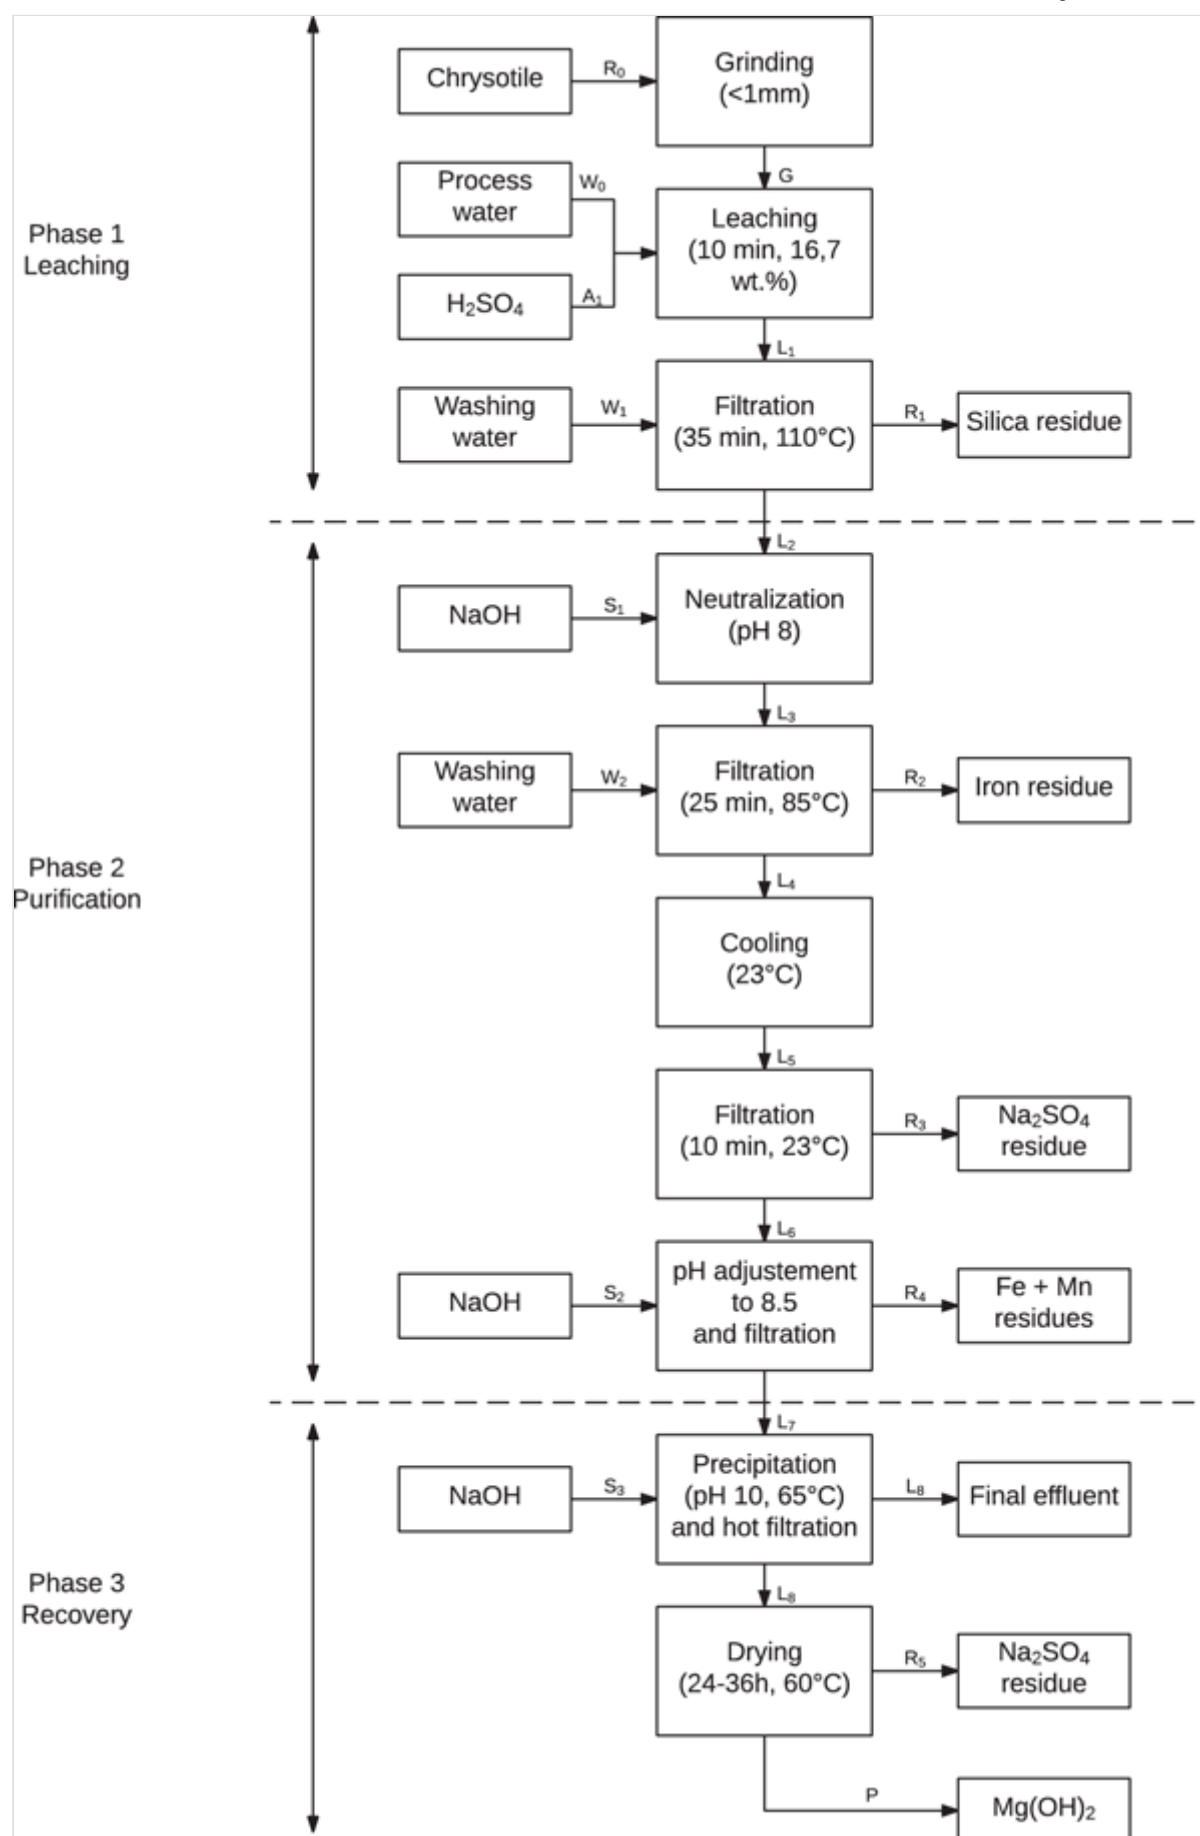 Chrysotile
R₀
Grinding
(<1mm)
G
Phase 1
Leaching
Process
water
W₀
H₂SO₄
A₁
Leaching
(10 min, 16,7
wt.%)
L₁
Washing
water
W₁
Filtration
(35 min, 110°C)
R₁
Silica residue
L₂
Phase 2
Purification
NaOH
S₁
Neutralization
(pH 8)
L₃
Washing
water
W₂
Filtration
(25 min, 85°C)
R₂
Iron residue
L₄
Cooling
(23°C)
L₅
Filtration
(10 min, 23°C)
R₃
Na₂SO₄
residue
L₆
NaOH
S₂
pH adjustement
to 8.5
and filtration
R₄
Fe + Mn
residues
L₇
Phase 3
Recovery
NaOH
S₃
Precipitation
(pH 10, 65°C)
and hot filtration
L₈
Final effluent
L₈
Drying
(24-36h, 60°C)
R₅
Na₂SO₄
residue
P
Mg(OH)₂